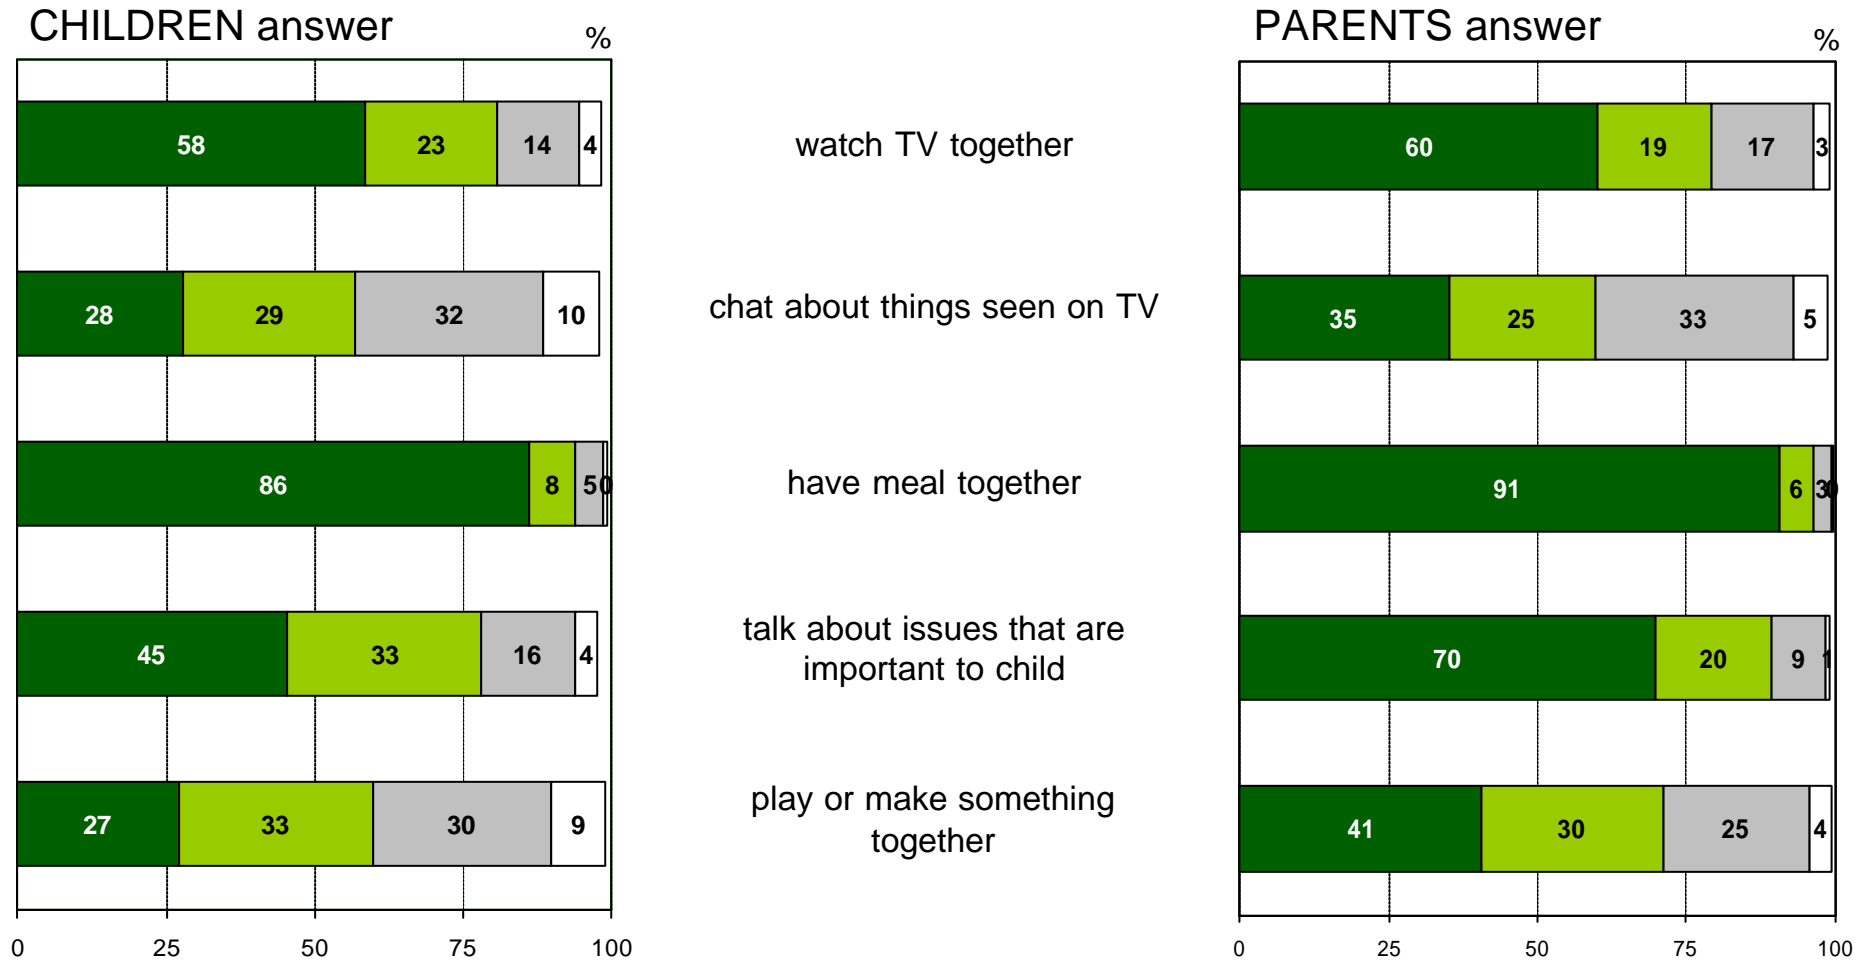 CHILDREN answer
%
PARENTS answer
%
58 23 14 4
watch TV together
60 19 17 3
28 29 32 10
chat about things seen on TV
35 25 33 5
86 8 5 0
have meal together
91 6 3 0
45 33 16 4
talk about issues that are
important to child
70 20 9 1
27 33 30 9
play or make something
together
41 30 25 4
0 25 50 75 100
0 25 50 75 100